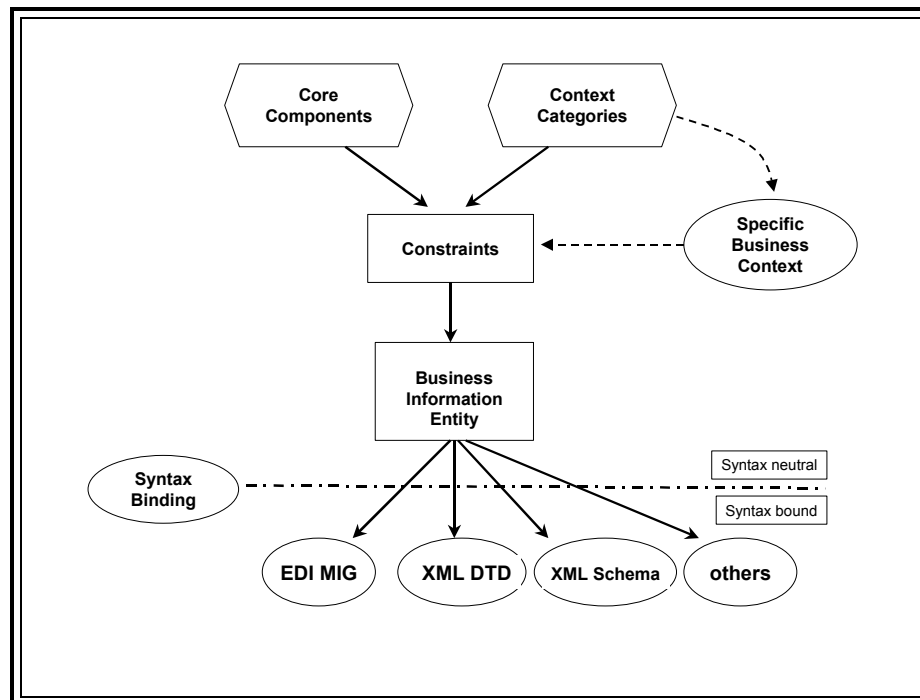 Core
Components
Context
Categories
Specific
Business
Context
Constraints
Business
Information
Entity
Syntax neutral
Syntax
Binding
Syntax bound
EDI MIG
XML DTD
XML Schema
others